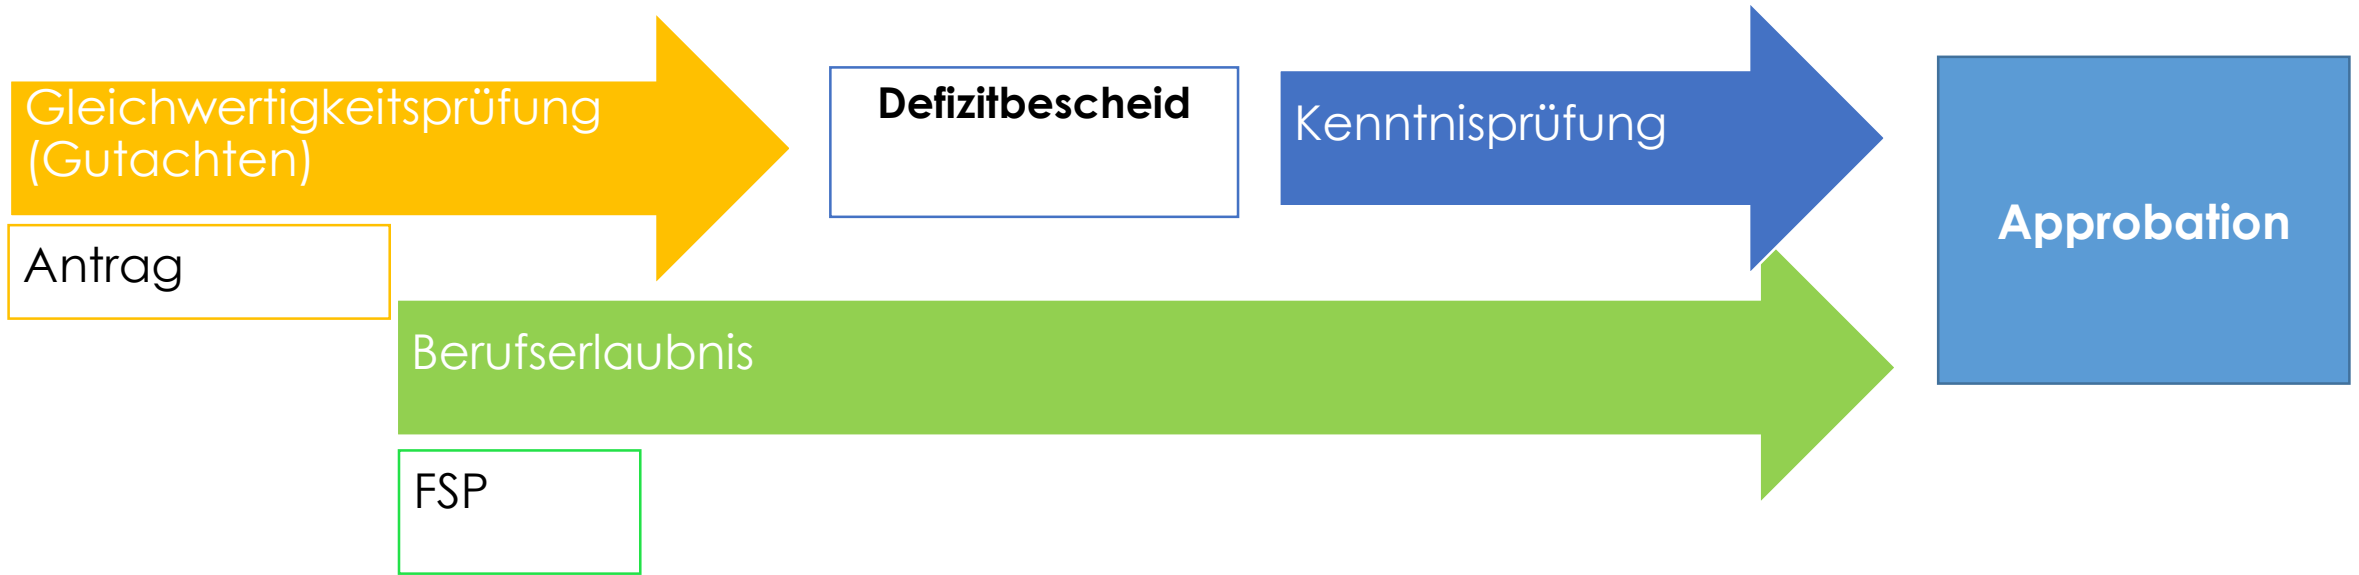 Gleichwertigkeitsprüfung
(Gutachten)
Defizitbescheid
Kenntnisprüfung
Approbation
Antrag
Berufserlaubnis
FSP